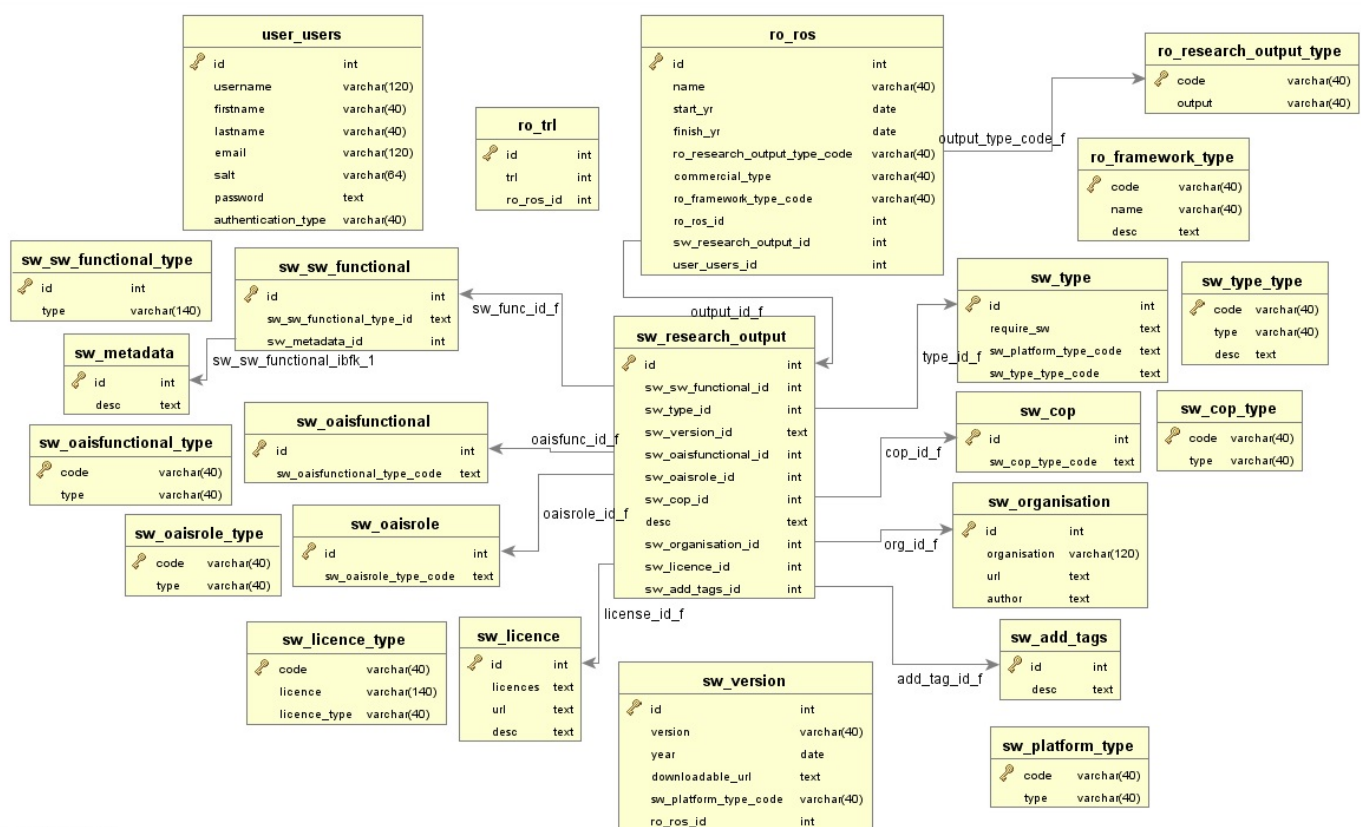 user_users
id int
username varchar(120)
firstname varchar(40)
lastname varchar(40)
email varchar(120)
salt varchar(64)
password text
authentication_type varchar(40)
ro_trl
id int
trl int
ro_ros_id int
ro_ros
id int
name varchar(40)
start_yr date
finish_yr date
ro_research_output_type_code varchar(40)
commercial_type varchar(40)
ro_framework_type_code varchar(40)
ro_ros_id int
sw_research_output_id int
user_users_id int
output_type_code_f
ro_research_output_type
code varchar(40)
output varchar(40)
ro_framework_type
code varchar(40)
name varchar(40)
desc text
sw_sw_functional_type
id int
type varchar(140)
sw_sw_functional
id int
sw_sw_functional_type_id text
sw_metadata_id int
sw_func_id_f
sw_sw_functional_ibfk_1
sw_metadata
id int
desc text
output_id_f
sw_research_output
id int
sw_sw_functional_id int
sw_type_id int
sw_version_id text
sw_oaisfunctional_id int
sw_oaisrole_id int
sw_cop_id int
desc text
sw_organisation_id int
sw_licence_id int
sw_add_tags_id int
type_id_f
sw_type
id int
require_sw text
sw_platform_type_code text
sw_type_type_code text
sw_type_type
code varchar(40)
type varchar(40)
desc text
sw_oaisfunctional_type
code varchar(40)
type varchar(40)
sw_oaisfunctional
id int
sw_oaisfunctional_type_code text
oaisfunc_id_f
cop_id_f
sw_cop
id int
sw_cop_type_code text
sw_cop_type
code varchar(40)
type varchar(40)
sw_oaisrole_type
code varchar(40)
type varchar(40)
sw_oaisrole
id int
sw_oaisrole_type_code text
oaisrole_id_f
org_id_f
sw_organisation
id int
organisation varchar(120)
url text
author text
sw_licence_type
code varchar(40)
licence varchar(140)
licence_type varchar(40)
sw_licence
id int
licences text
url text
desc text
license_id_f
add_tag_id_f
sw_add_tags
id int
desc text
sw_version
id int
version varchar(40)
year date
downloadable_url text
sw_platform_type_code varchar(40)
ro_ros_id int
sw_platform_type
code varchar(40)
type varchar(40)